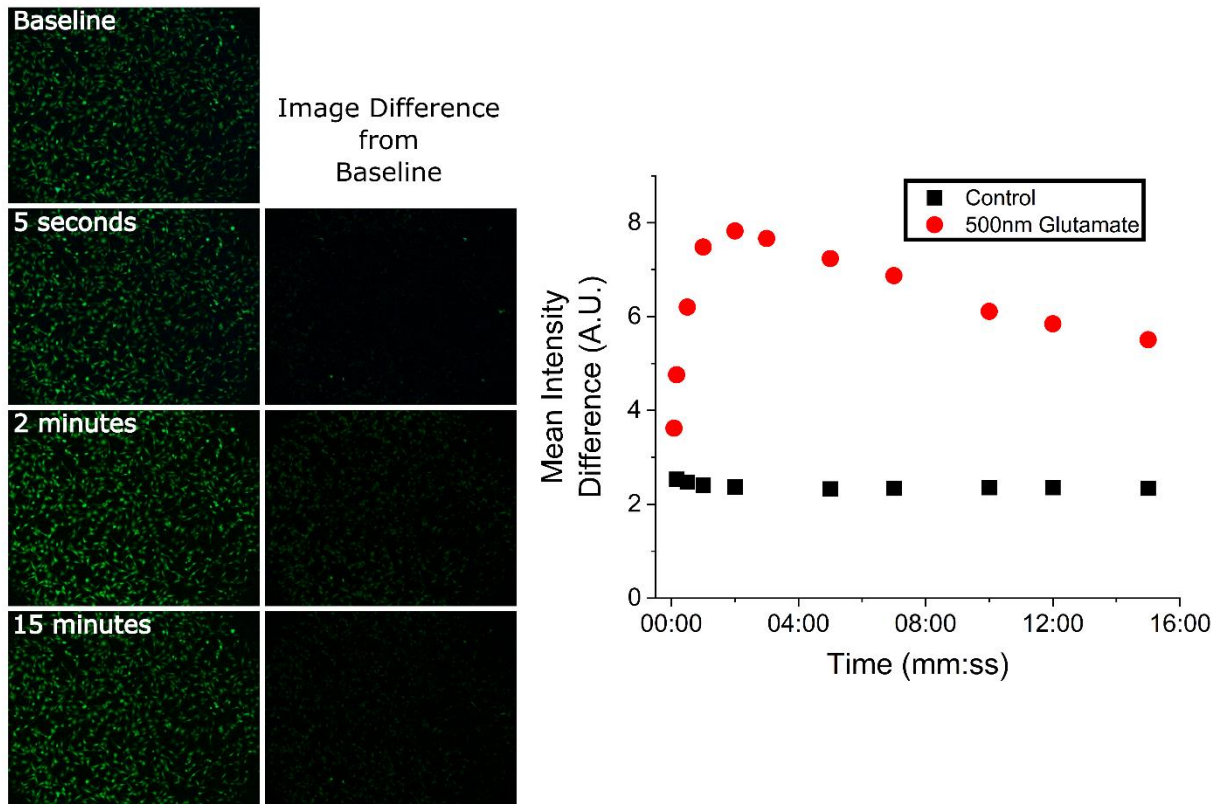 Baseline
Image Difference
from
Baseline
5 seconds
2 minutes
15 minutes
Mean Intensity
Difference (A.U.)
8
6
4
2
0
Control
500nm Glutamate
00:00 04:00 08:00 12:00 16:00
Time (mm:ss)